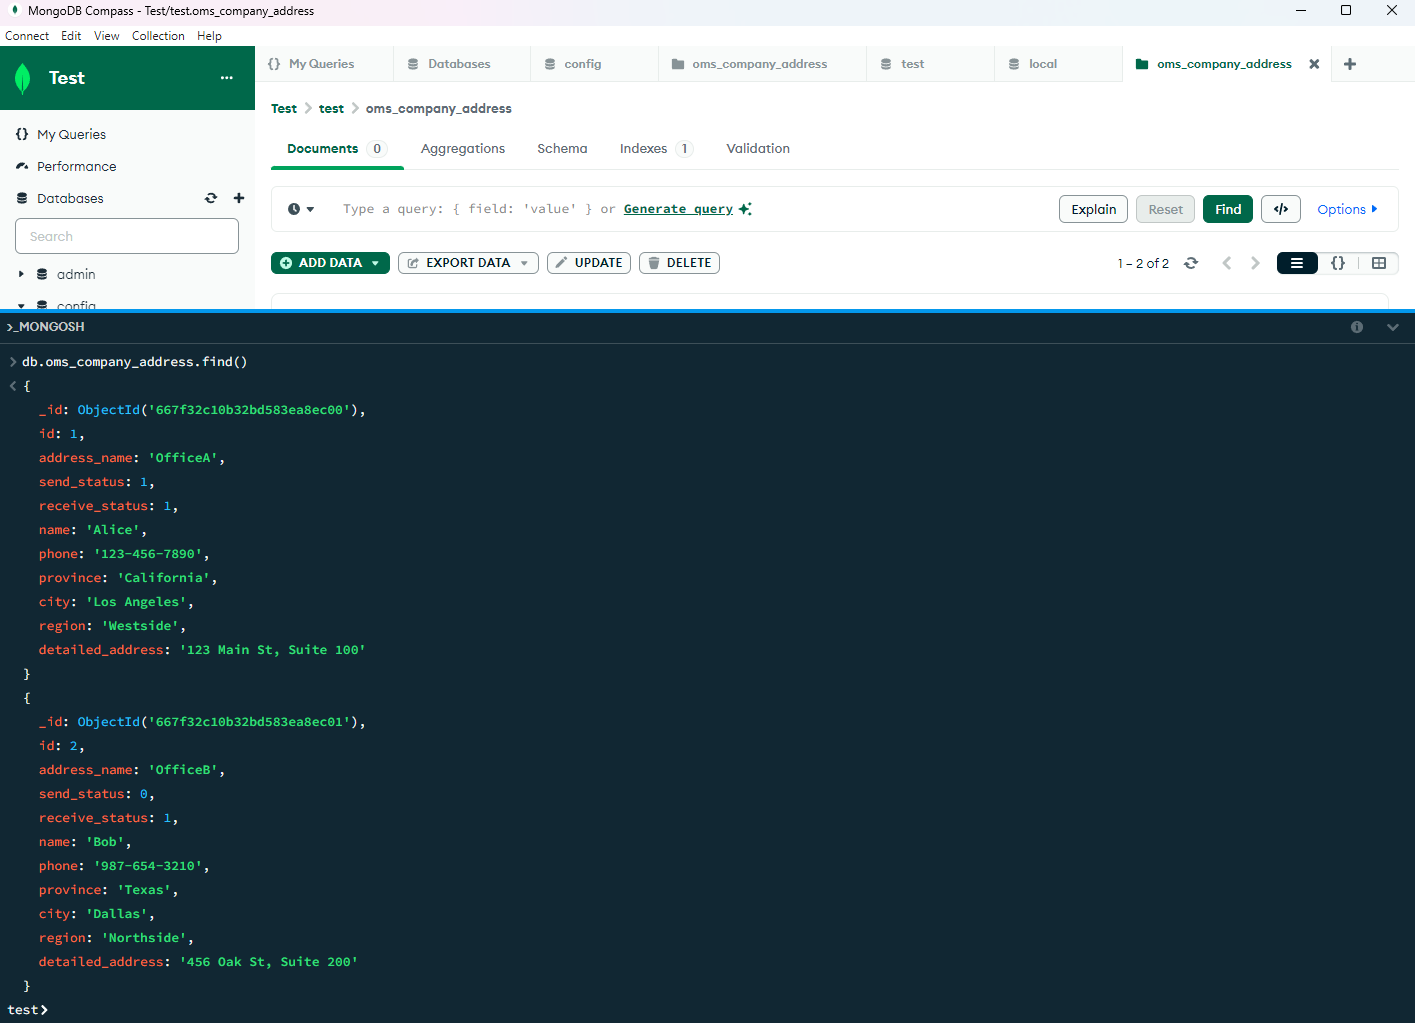 MongoDB Compass - Test/test.oms_company_address
Connect Edit View Collection Help
Test ...
{} My Queries
Databases
config
oms_company_address
test
local
oms_company_address
Test > test > oms_company_address
My Queries
Performance
Databases
Search
admin
config
Documents 0 Aggregations Schema Indexes 1 Validation
Type a query: { field: 'value' } or Generate query
Explain Reset Find </> Options
ADD DATA EXPORT DATA UPDATE DELETE
1 – 2 of 2 {}
>_MONGOSH
> db.oms_company_address.find()
< {
_id: ObjectId('667f32c10b32bd583ea8ec00'),
id: 1,
address_name: 'OfficeA',
send_status: 1,
receive_status: 1,
name: 'Alice',
phone: '123-456-7890',
province: 'California',
city: 'Los Angeles',
region: 'Westside',
detailed_address: '123 Main St, Suite 100'
}
{
_id: ObjectId('667f32c10b32bd583ea8ec01'),
id: 2,
address_name: 'OfficeB',
send_status: 0,
receive_status: 1,
name: 'Bob',
phone: '987-654-3210',
province: 'Texas',
city: 'Dallas',
region: 'Northside',
detailed_address: '456 Oak St, Suite 200'
}
test>